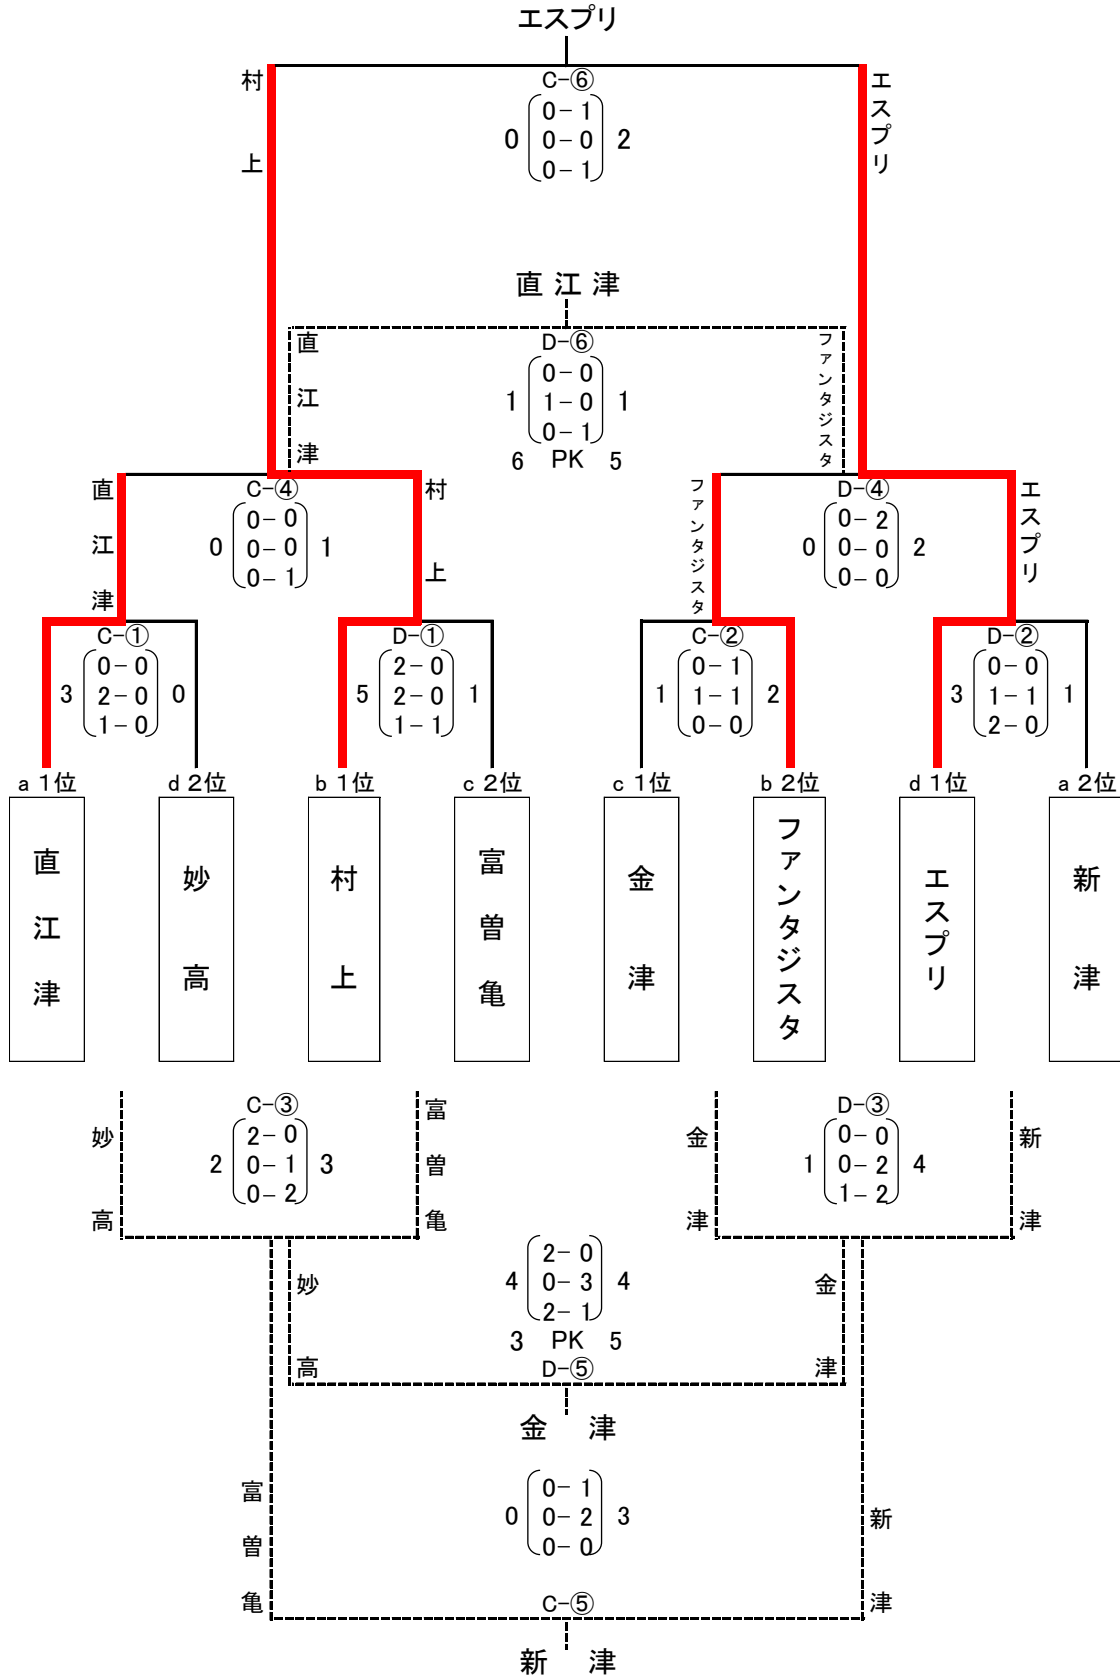 エスプリ
村上
エスプリ
C-⑥
0-1
0 0-0 2
0-1
直江津
直江津
ファンタジスタ
D-⑥
0-0
1 1-0 1
0-1
6 PK 5
直江津
村上
C-④
0-0
0 0-0 1
0-1
ファンタジスタ
エスプリ
D-④
0-2
0 0-0 2
0-0
C-①
0-0
3 2-0 0
1-0
D-①
2-0
5 2-0 1
1-1
C-②
0-1
1 1-1 2
0-0
D-②
0-0
3 1-1 1
2-0
a 1位 d 2位 b 1位 c 2位 c 1位 b 2位 d 1位 a 2位
直江津
妙高
村上
富曽亀
金津
ファンタジスタ
エスプリ
新津
妙高
富曽亀
C-③
2-0
2 0-1 3
0-2
金津
新津
D-③
0-0
1 0-2 4
1-2
妙高
金津
2-0
4 0-3 4
2-1
3 PK 5
D-⑤
金津
富曽亀
新津
0-1
0 0-2 3
0-0
C-⑤
新津